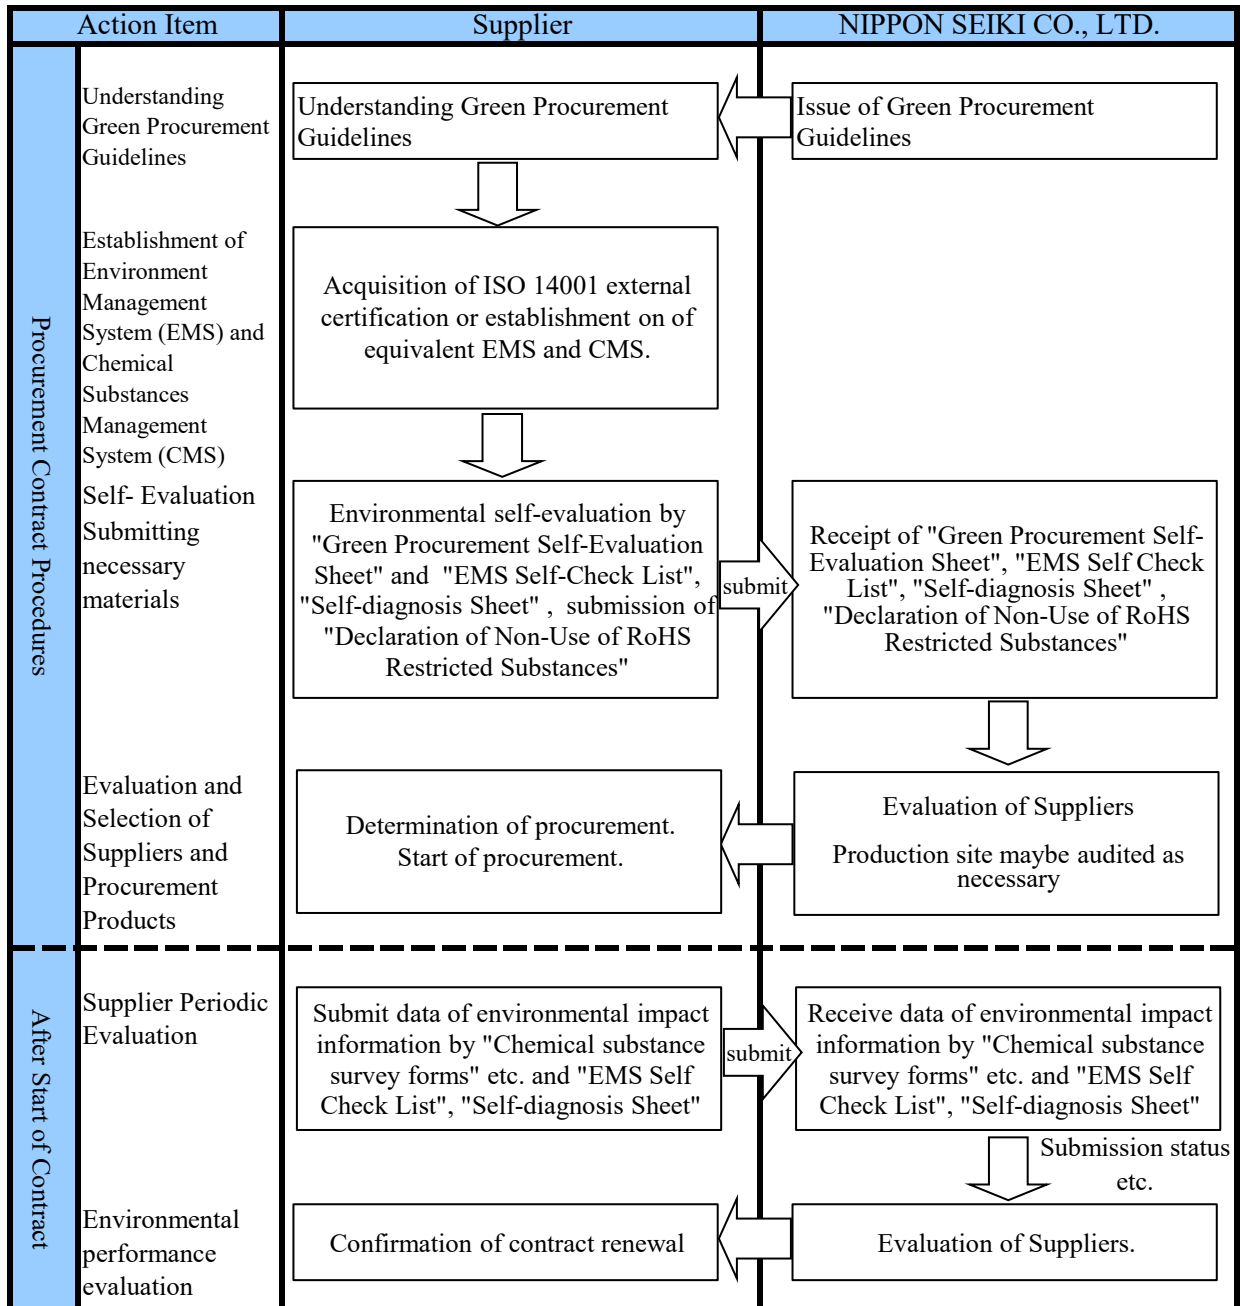 Action Item
Supplier
NIPPON SEIKI CO., LTD.
Procurement Contract Procedures
Understanding
Green Procurement
Guidelines
Understanding Green Procurement
Guidelines
Issue of Green Procurement
Guidelines
Establishment of
Environment
Management
System (EMS) and
Chemical
Substances
Management
System (CMS)
Acquisition of ISO 14001 external
certification or establishment on of
equivalent EMS and CMS.
Self- Evaluation
Submitting
necessary
materials
Environmental self-evaluation by
"Green Procurement Self-Evaluation
Sheet" and "EMS Self-Check List",
"Self-diagnosis Sheet" , submission of
"Declaration of Non-Use of RoHS
Restricted Substances"
submit
Receipt of "Green Procurement Self-
Evaluation Sheet", "EMS Self Check
List", "Self-diagnosis Sheet" ,
"Declaration of Non-Use of RoHS
Restricted Substances"
Evaluation and
Selection of
Suppliers and
Procurement
Products
Determination of procurement.
Start of procurement.
Evaluation of Suppliers
Production site maybe audited as
necessary
After Start of Contract
Supplier Periodic
Evaluation
Submit data of environmental impact
information by "Chemical substance
survey forms" etc. and "EMS Self
Check List", "Self-diagnosis Sheet"
submit
Receive data of environmental impact
information by "Chemical substance
survey forms" etc. and "EMS Self
Check List", "Self-diagnosis Sheet"
Submission status
etc.
Environmental
performance
evaluation
Confirmation of contract renewal
Evaluation of Suppliers.